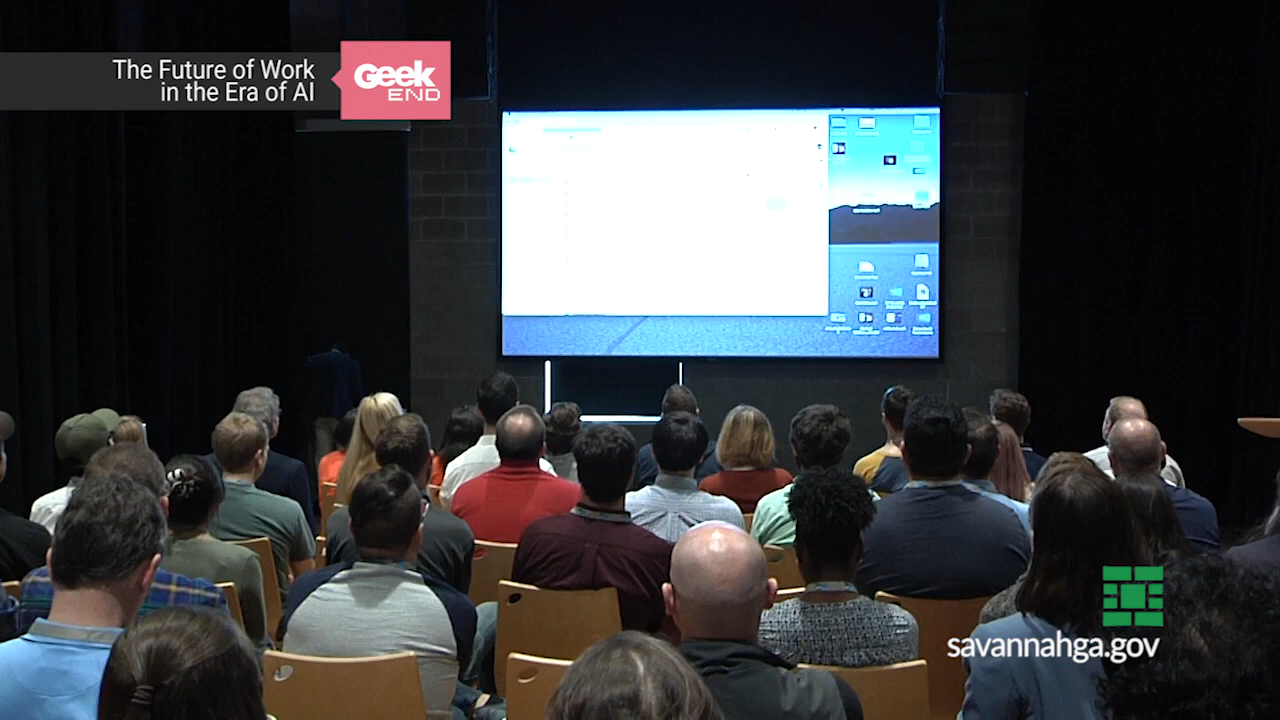 The Future of Work
in the Era of AI
Geek
END
savannahga.gov